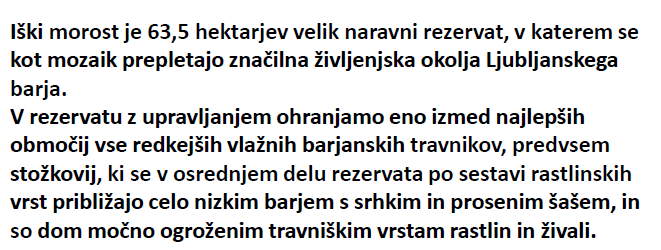 Iški morost je 63,5 hektarjev velik naravni rezervat, v katerem se
kot mozaik prepletajo značilna življenjska okolja Ljubljanskega
barja.
V rezervatu z upravljanjem ohranjamo eno izmed najlepših
območij vse redkejših vlažnih barjanskih travnikov, predvsem
stožkovij, ki se v osrednjem delu rezervata po sestavi rastlinskih
vrst približajo celo nizkim barjem s srhkim in prosenim šašem, in
so dom močno ogroženim travniškim vrstam rastlin in živali.